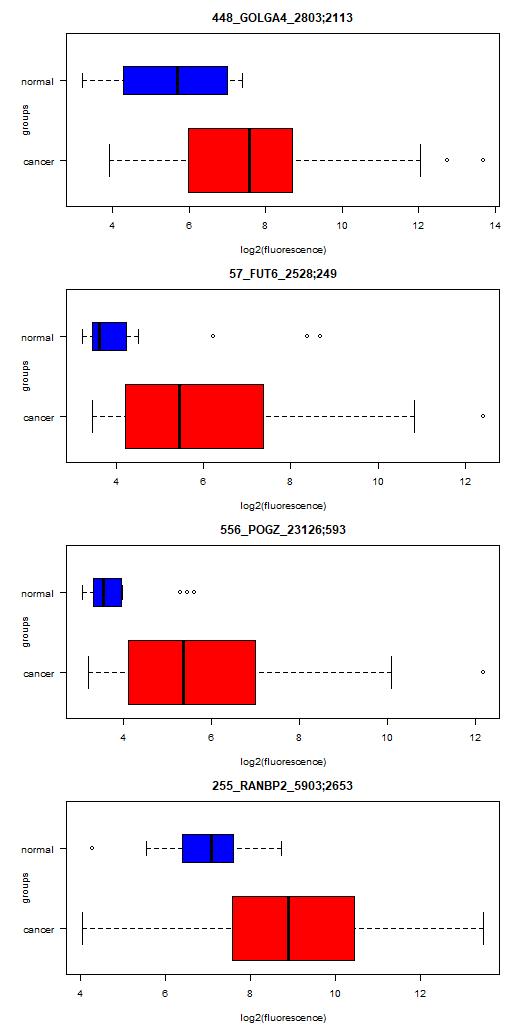 448_GOLGA4_2803;2113
normal
groups
cancer
4 6 8 10 12 14
log2(fluorescence)
57_FUT6_2528;249
normal
groups
cancer
4 6 8 10 12
log2(fluorescence)
556_POGZ_23126;593
normal
groups
cancer
4 6 8 10 12
log2(fluorescence)
255_RANBP2_5903;2653
normal
groups
cancer
4 6 8 10 12
log2(fluorescence)